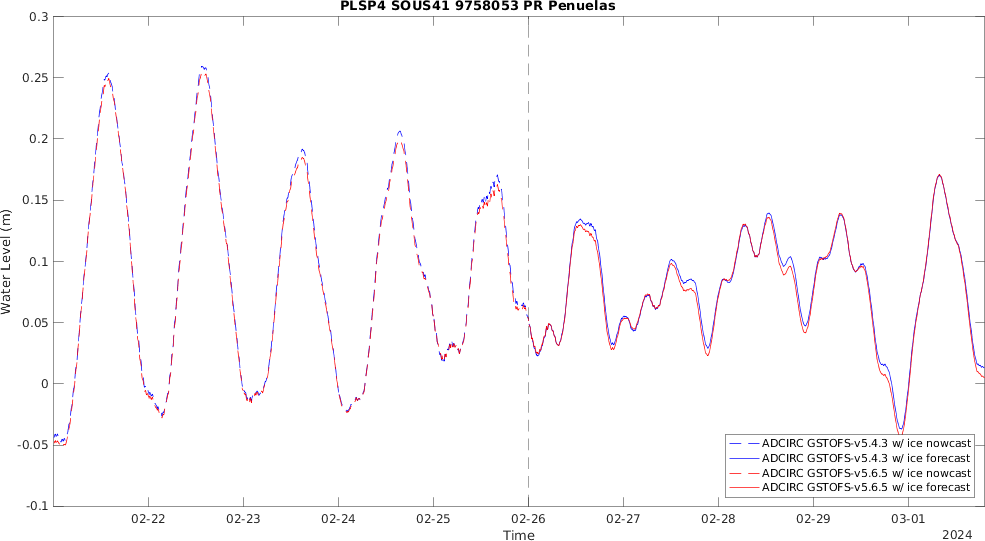 PLSP4 SOUS41 9758053 PR Penuelas
0.3
0.25
0.2
0.15
0.1
0.05
0
-0.05
-0.1
Water Level (m)
02-22
02-23
02-24
02-25
02-26
02-27
02-28
02-29
03-01
Time
2024
ADCIRC GSTOFS-v5.4.3 w/ ice nowcast
ADCIRC GSTOFS-v5.4.3 w/ ice forecast
ADCIRC GSTOFS-v5.6.5 w/ ice nowcast
ADCIRC GSTOFS-v5.6.5 w/ ice forecast